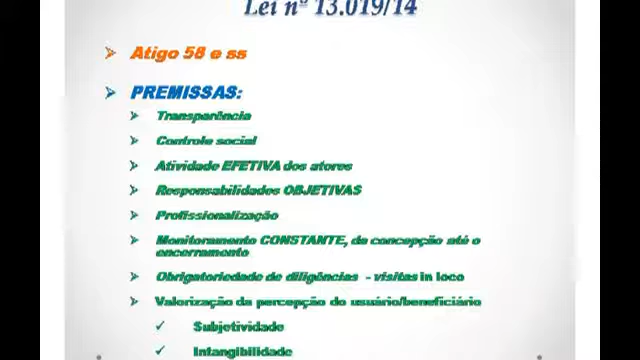 Lei nº 13.019/14
Atigo 58 e ss
PREMISSAS:
Transparência
Controle social
Atividade EFETIVA dos atores
Responsabilidades OBJETIVAS
Profissionalização
Monitoramento CONSTANTE, da concepção até o
encerramento
Obrigatoriedade de diligências - visitas in loco
Valorização da percepção do usuário/beneficiário
Subjetividade
Intangibilidade